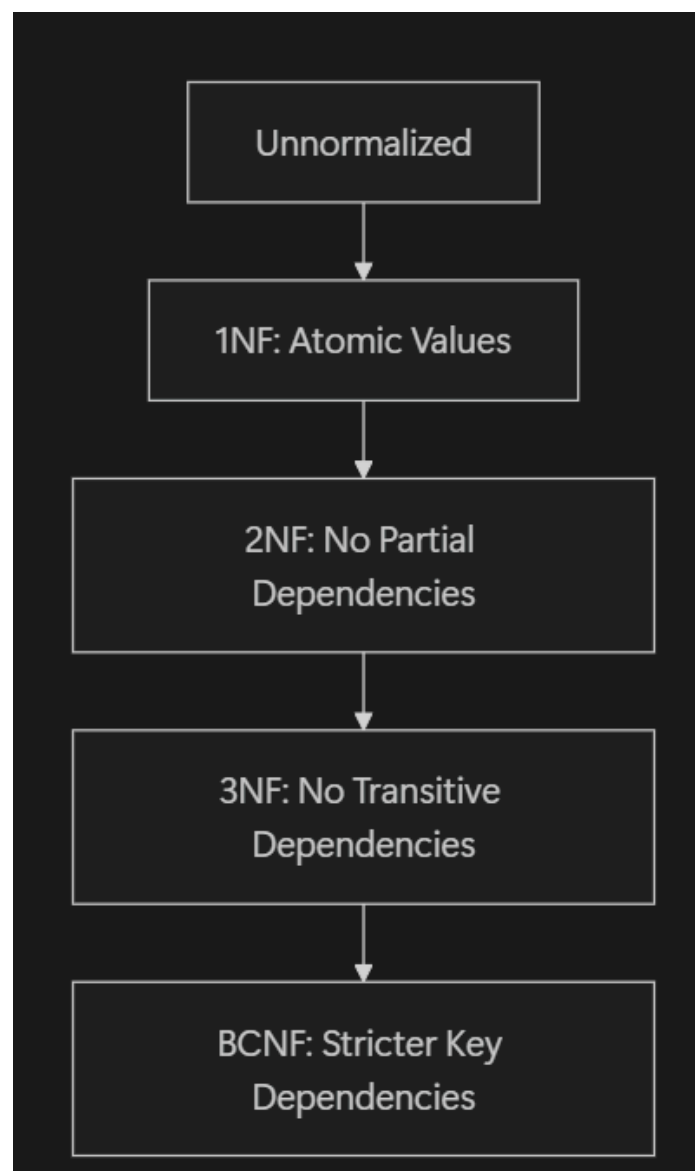 Unnormalized
1NF: Atomic Values
2NF: No Partial
Dependencies
3NF: No Transitive
Dependencies
BCNF: Stricter Key
Dependencies